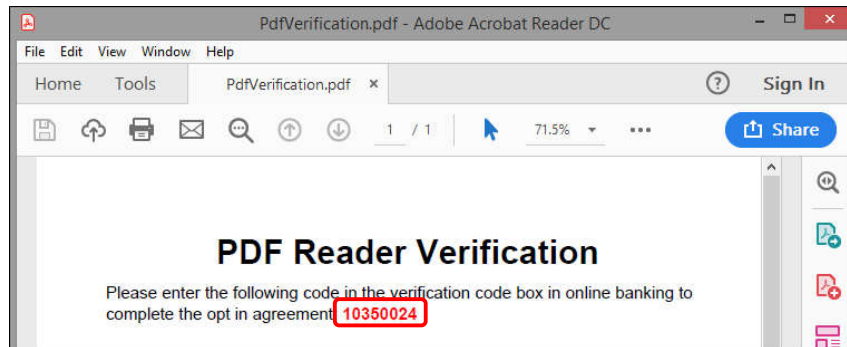 PdfVerification.pdf - Adobe Acrobat Reader DC
File Edit View Window Help
Home Tools PdfVerification.pdf × ? Sign In
1 / 1 71.5% ••• Share
PDF Reader Verification
Please enter the following code in the verification code box in online banking to
complete the opt in agreement 10350024